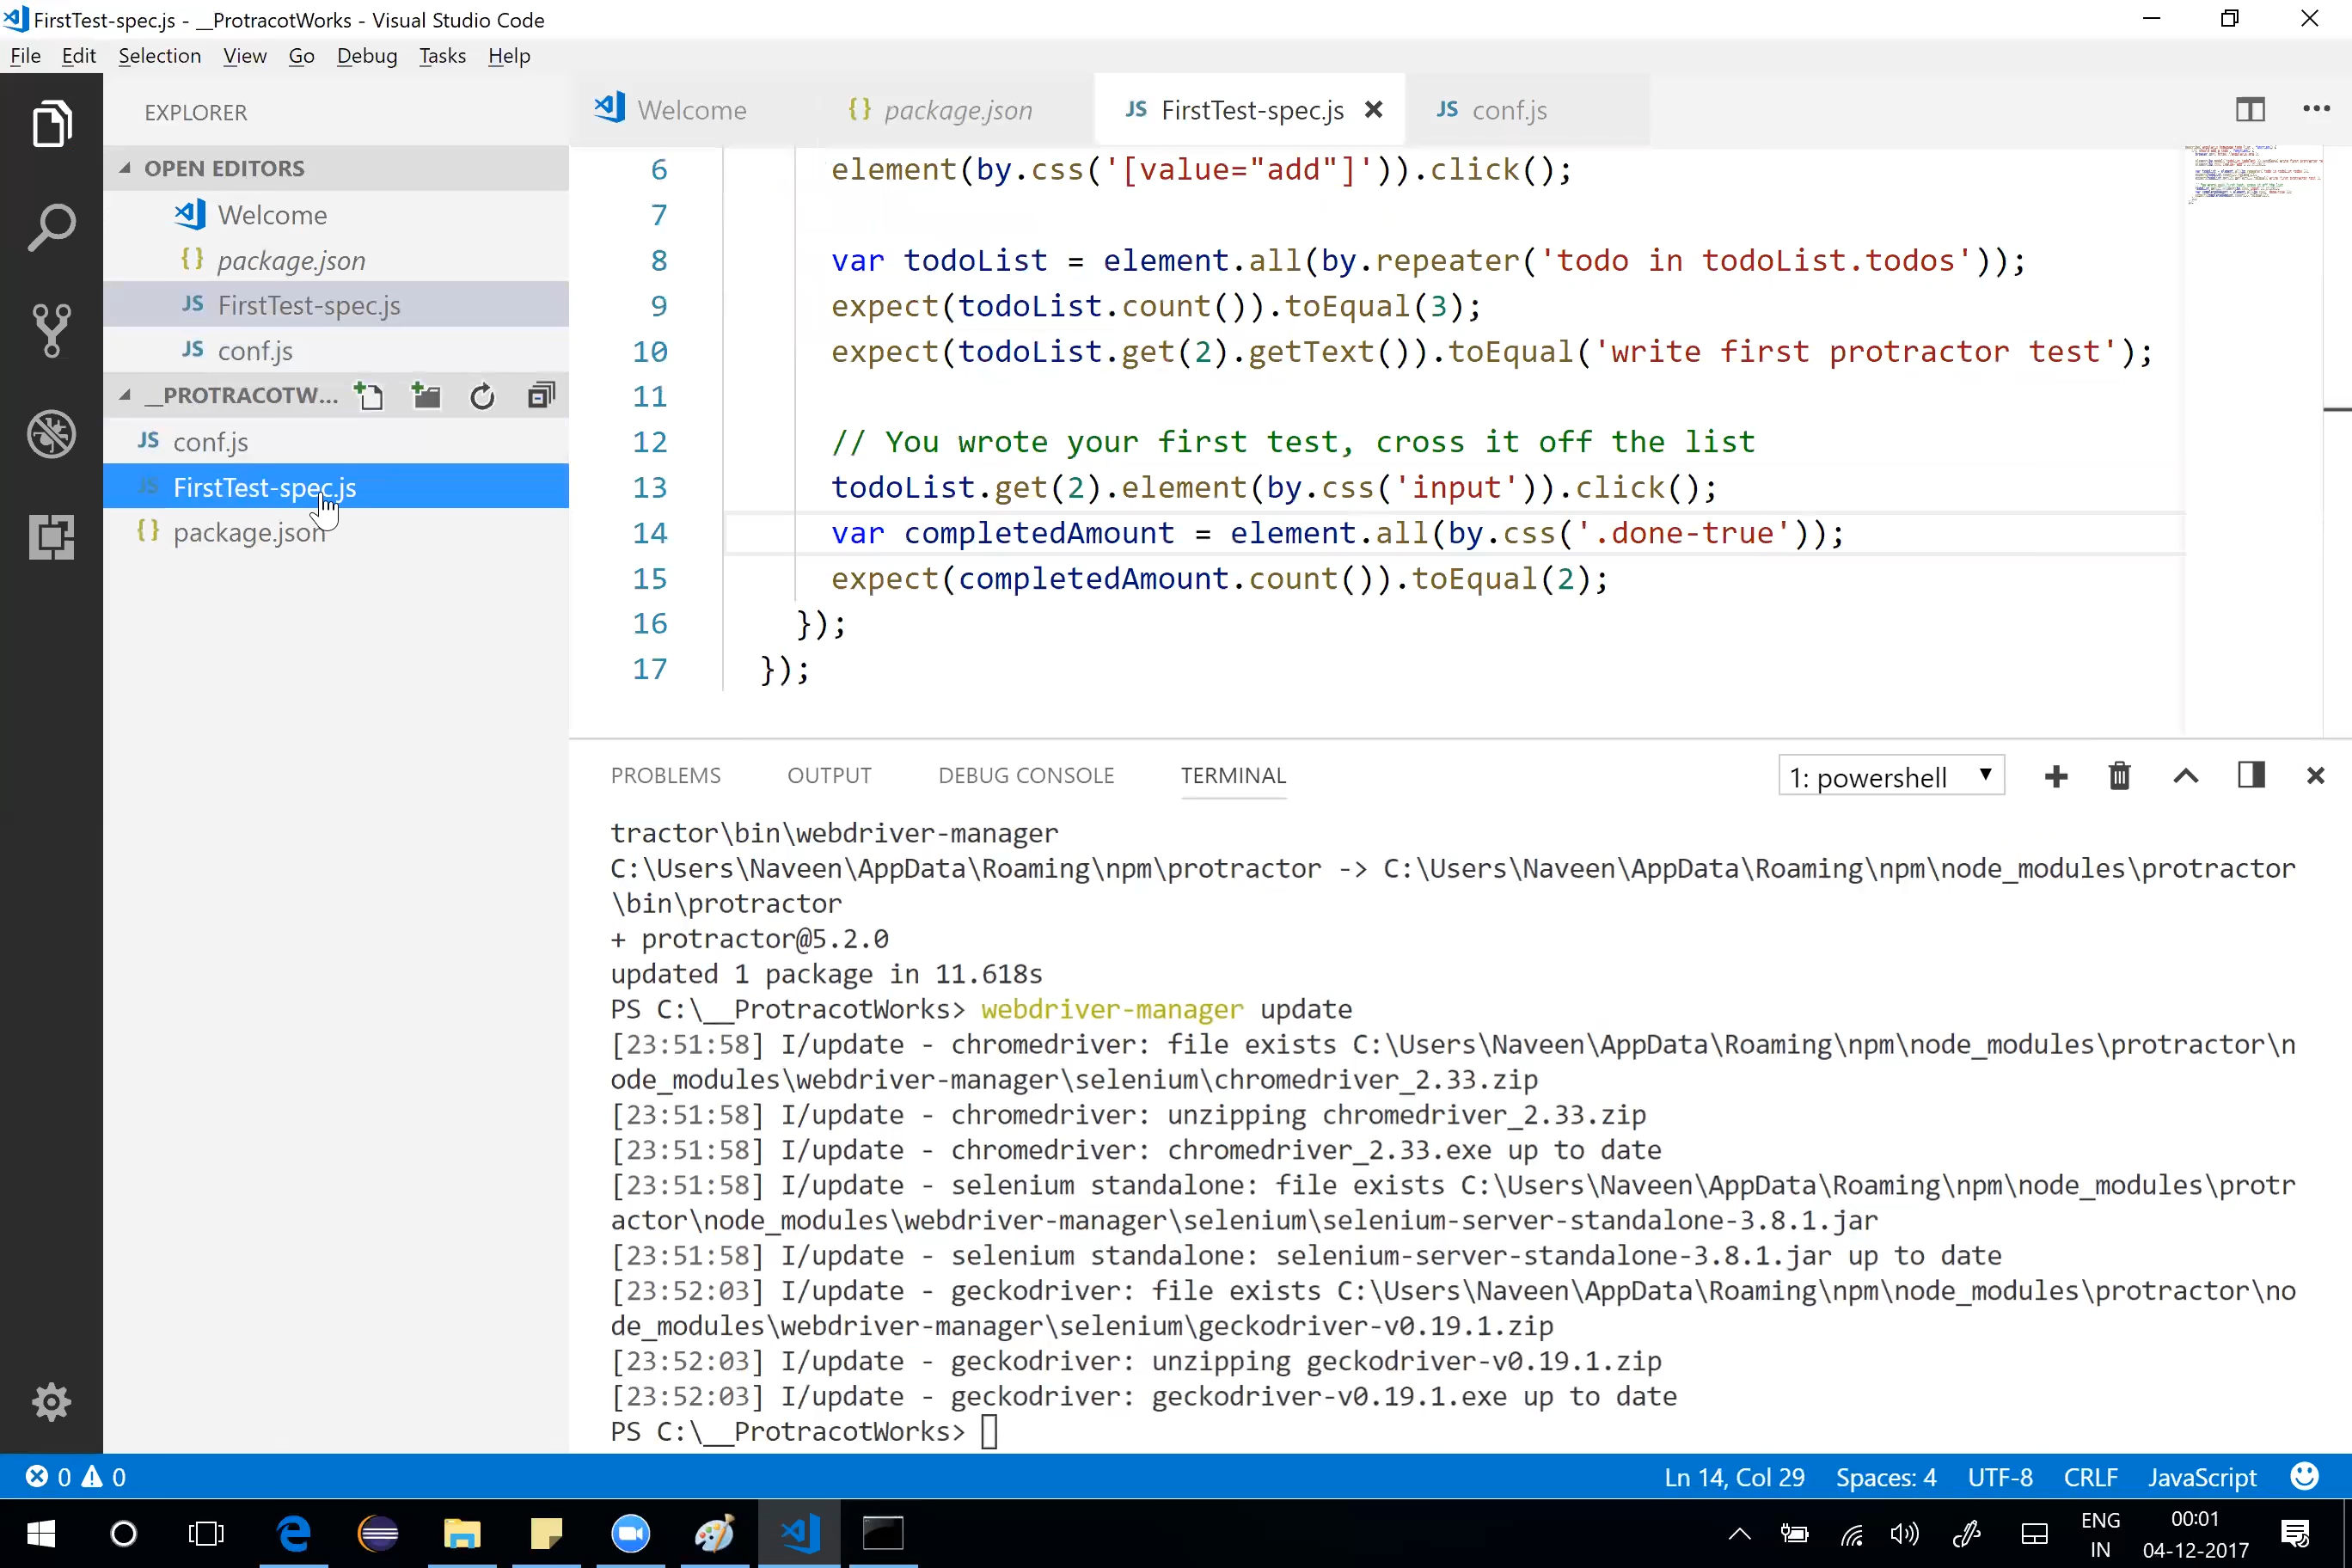 FirstTest-spec.js - __ProtracotWorks - Visual Studio Code
File Edit Selection View Go Debug Tasks Help
EXPLORER
OPEN EDITORS
Welcome
{} package.json
JS FirstTest-spec.js
JS conf.js
__PROTRACOTW...
JS conf.js
JS FirstTest-spec.js
{} package.json
Welcome {} package.json JS FirstTest-spec.js JS conf.js
6 element(by.css('[value="add"]')).click();
7
8 var todoList = element.all(by.repeater('todo in todoList.todos'));
9 expect(todoList.count()).toEqual(3);
10 expect(todoList.get(2).getText()).toEqual('write first protractor test');
11
12 // You wrote your first test, cross it off the list
13 todoList.get(2).element(by.css('input')).click();
14 var completedAmount = element.all(by.css('.done-true'));
15 expect(completedAmount.count()).toEqual(2);
16 });
17 });
PROBLEMS OUTPUT DEBUG CONSOLE TERMINAL 1: powershell
tractor\bin\webdriver-manager
C:\Users\Naveen\AppData\Roaming\npm\protractor -> C:\Users\Naveen\AppData\Roaming\npm\node_modules\protractor
\bin\protractor
+ protractor@5.2.0
updated 1 package in 11.618s
PS C:\__ProtracotWorks> webdriver-manager update
[23:51:58] I/update - chromedriver: file exists C:\Users\Naveen\AppData\Roaming\npm\node_modules\protractor\n
ode_modules\webdriver-manager\selenium\chromedriver_2.33.zip
[23:51:58] I/update - chromedriver: unzipping chromedriver_2.33.zip
[23:51:58] I/update - chromedriver: chromedriver_2.33.exe up to date
[23:51:58] I/update - selenium standalone: file exists C:\Users\Naveen\AppData\Roaming\npm\node_modules\protr
actor\node_modules\webdriver-manager\selenium\selenium-server-standalone-3.8.1.jar
[23:51:58] I/update - selenium standalone: selenium-server-standalone-3.8.1.jar up to date
[23:52:03] I/update - geckodriver: file exists C:\Users\Naveen\AppData\Roaming\npm\node_modules\protractor\no
de_modules\webdriver-manager\selenium\geckodriver-v0.19.1.zip
[23:52:03] I/update - geckodriver: unzipping geckodriver-v0.19.1.zip
[23:52:03] I/update - geckodriver: geckodriver-v0.19.1.exe up to date
PS C:\__ProtracotWorks>
0 0 Ln 14, Col 29 Spaces: 4 UTF-8 CRLF JavaScript
ENG
IN
00:01
04-12-2017